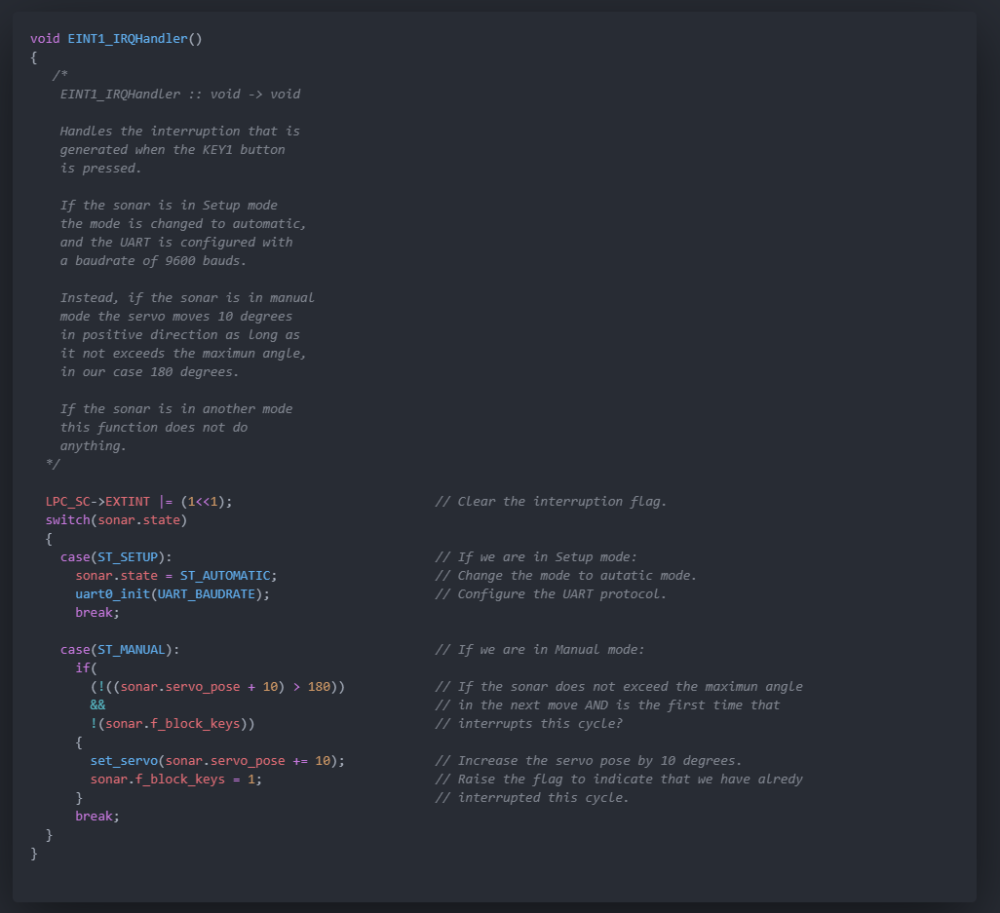 void EINT1_IRQHandler()
{
/*
EINT1_IRQHandler :: void -> void
Handles the interruption that is
generated when the KEY1 button
is pressed.
If the sonar is in Setup mode
the mode is changed to automatic,
and the UART is configured with
a baudrate of 9600 bauds.
Instead, if the sonar is in manual
mode the servo moves 10 degrees
in positive direction as long as
it not exceeds the maximun angle,
in our case 180 degrees.
If the sonar is in another mode
this function does not do
anything.
*/
LPC_SC->EXTINT |= (1<<1); // Clear the interruption flag.
switch(sonar.state)
{
case(ST_SETUP): // If we are in Setup mode:
sonar.state = ST_AUTOMATIC; // Change the mode to autatic mode.
uart0_init(UART_BAUDRATE); // Configure the UART protocol.
break;
case(ST_MANUAL): // If we are in Manual mode:
if(
(!((sonar.servo_pose + 10) > 180)) // If the sonar does not exceed the maximun angle
&& // in the next move AND is the first time that
!(sonar.f_block_keys)) // interrupts this cycle?
{
set_servo(sonar.servo_pose += 10); // Increase the servo pose by 10 degrees.
sonar.f_block_keys = 1; // Raise the flag to indicate that we have alredy
} // interrupted this cycle.
break;
}
}